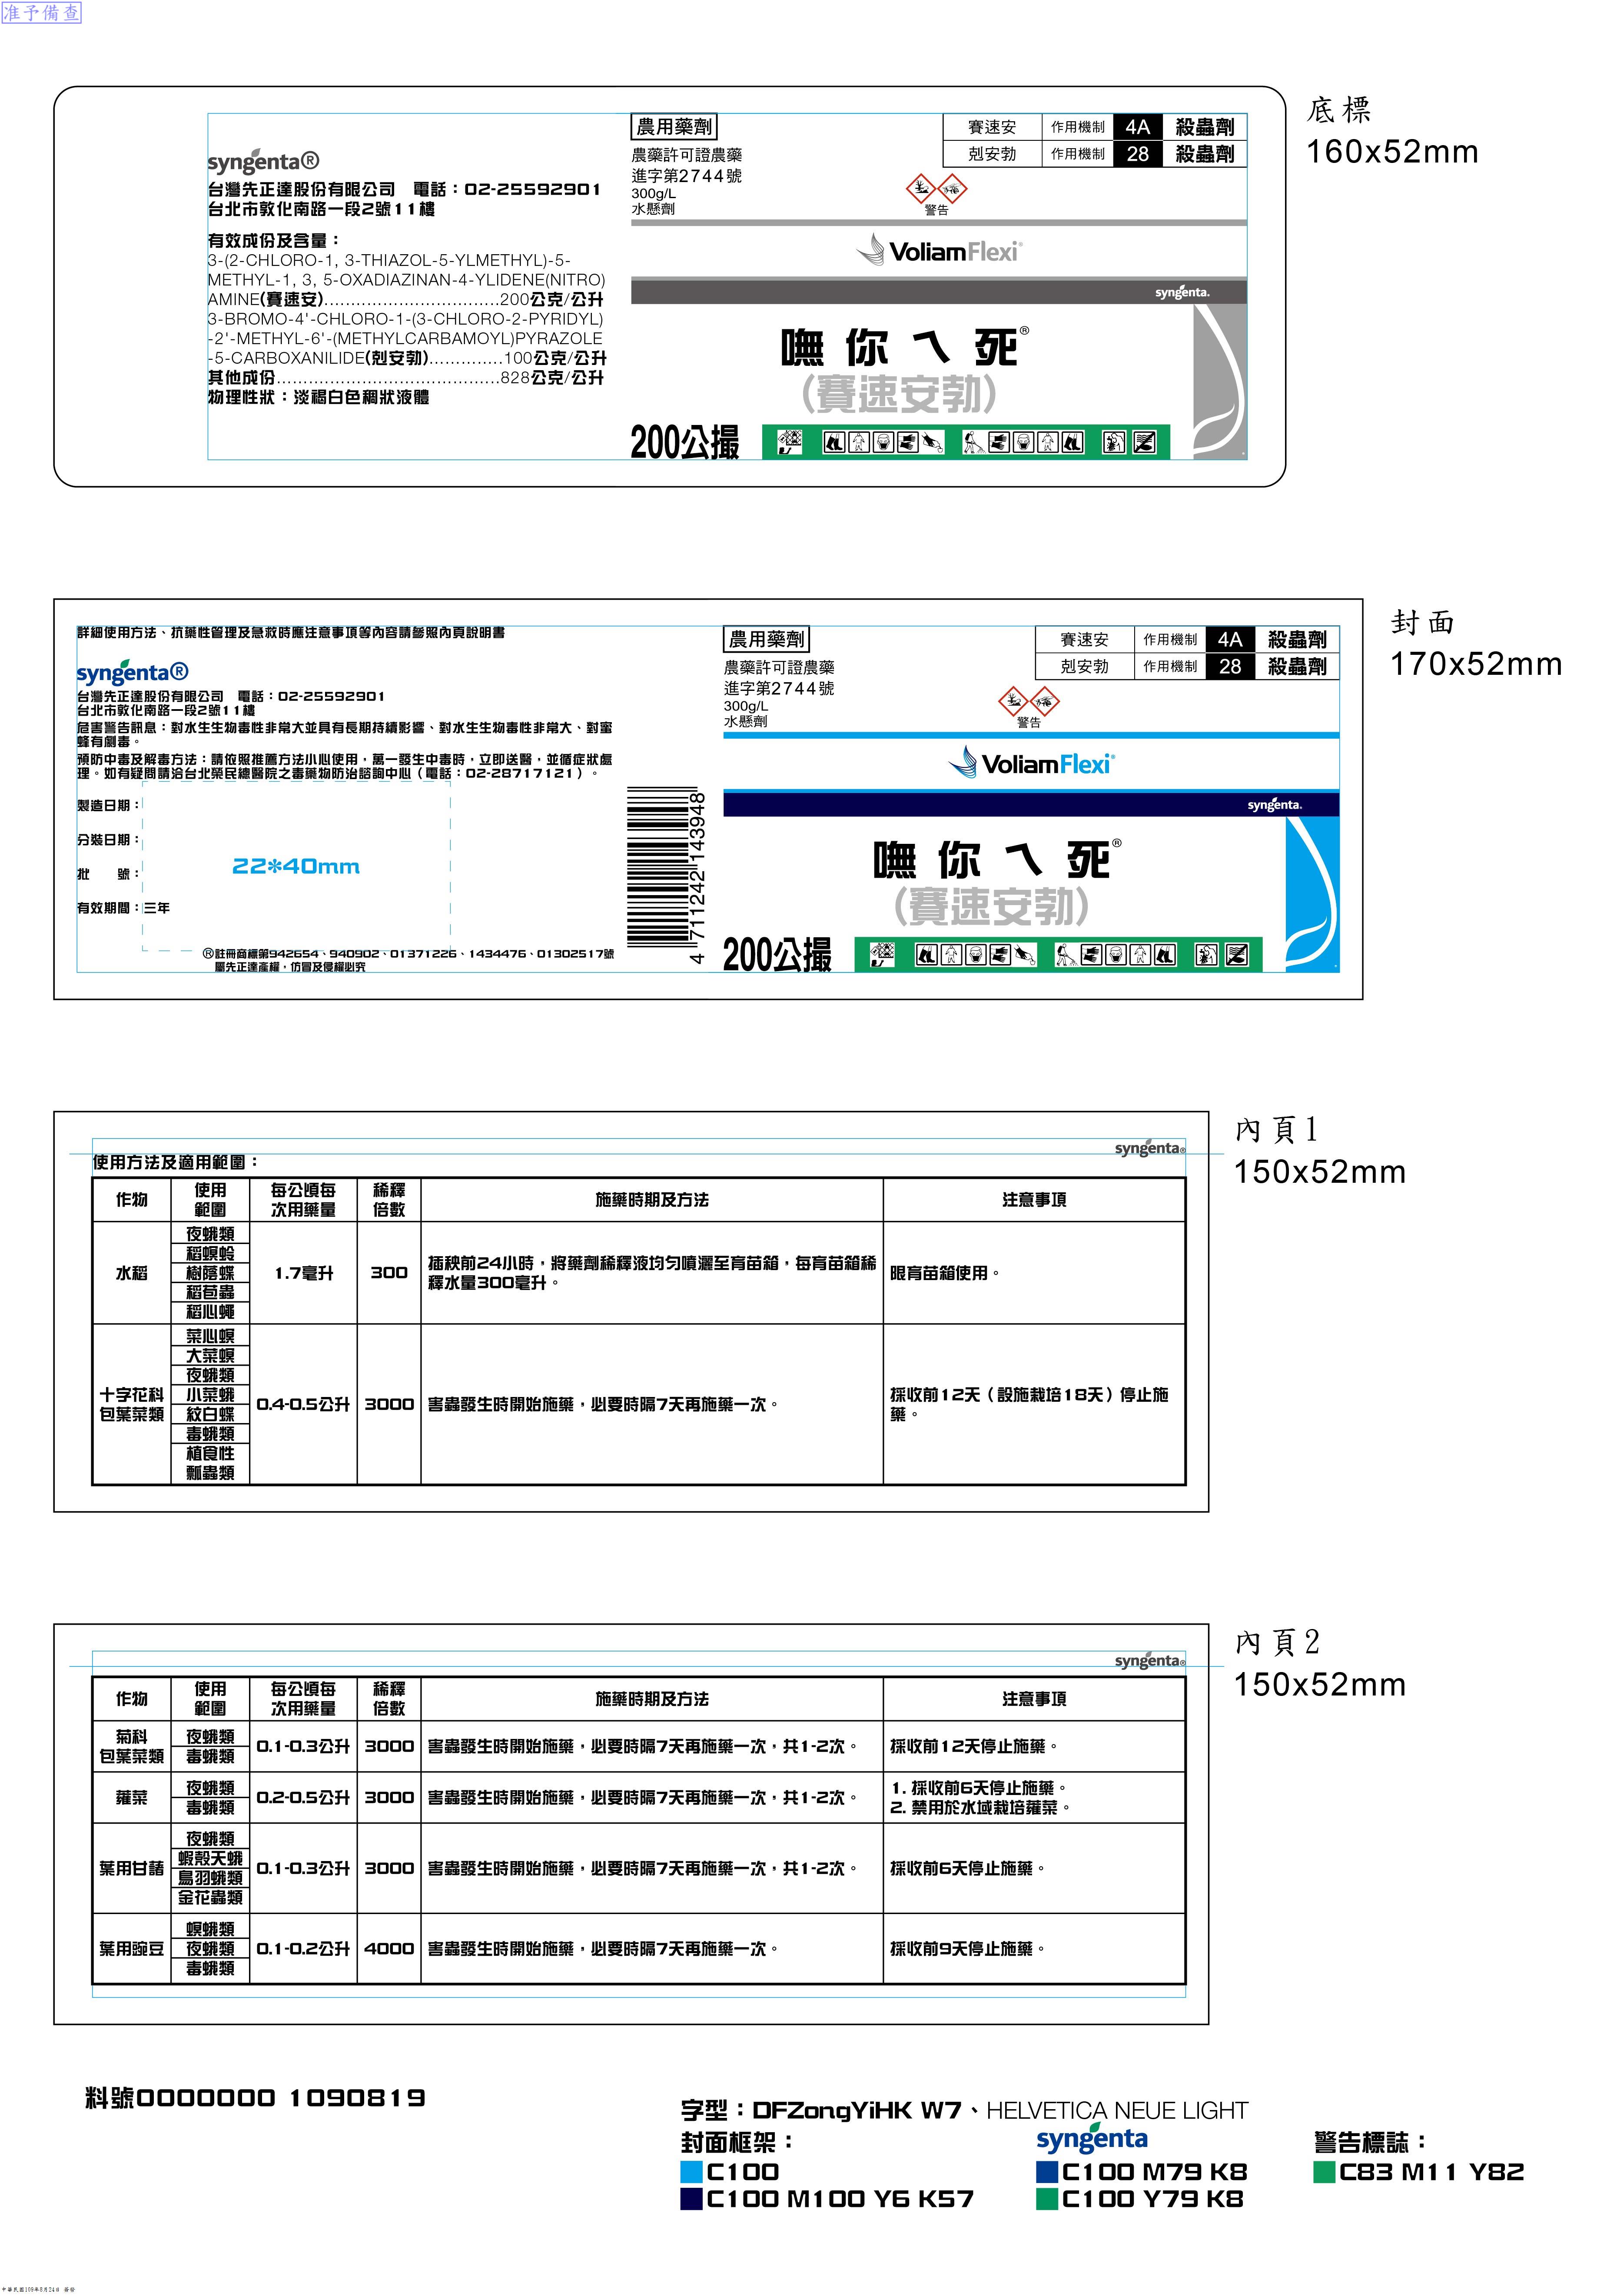 准予備查
底標
160x52mm
syngenta®
台灣先正達股份有限公司　電話：02-25592901
台北市敦化南路一段2號11樓
有效成份及含量：
3-(2-CHLORO-1, 3-THIAZOL-5-YLMETHYL)-5-
METHYL-1, 3, 5-OXADIAZINAN-4-YLIDENE(NITRO)
AMINE(賽速安).................................200公克/公升
3-BROMO-4'-CHLORO-1-(3-CHLORO-2-PYRIDYL)
-2'-METHYL-6'-(METHYLCARBAMOYL)PYRAZOLE
-5-CARBOXANILIDE(剋安勃)..............100公克/公升
其他成份..........................................828公克/公升
物理性狀：淡褐白色稠狀液體
農用藥劑
農藥許可證農藥
進字第2744號
300g/L
水懸劑
賽速安 作用機制 4A 殺蟲劑
剋安勃 作用機制 28 殺蟲劑
警告
VoliamFlexi®
syngenta.
嘸你ㄟ死®
(賽速安勃)
200公撮
封面
170x52mm
詳細使用方法、抗藥性管理及急救時應注意事項等內容請參照內頁說明書
syngenta®
台灣先正達股份有限公司　電話：02-25592901
台北市敦化南路一段2號11樓
危害警告訊息：對水生生物毒性非常大並具有長期持續影響、對水生生物毒性非常大、對蜜
蜂有劇毒。
預防中毒及解毒方法：請依照推薦方法小心使用，萬一發生中毒時，立即送醫，並循症狀處
理。如有疑問請洽台北榮民總醫院之毒藥物防治諮詢中心（電話：02-28717121）。
製造日期：
分裝日期：
批　　號：
有效期間：三年
22*40mm
®註冊商標第942654、940902、01371226、1434476、01302517號
屬先正達產權，仿冒及侵權必究
4 711242 143948
農用藥劑
農藥許可證農藥
進字第2744號
300g/L
水懸劑
賽速安 作用機制 4A 殺蟲劑
剋安勃 作用機制 28 殺蟲劑
警告
VoliamFlexi®
syngenta.
嘸你ㄟ死®
(賽速安勃)
200公撮
內頁1
150x52mm
syngenta®
使用方法及適用範圍：
作物 使用範圍 每公頃每次用藥量 稀釋倍數 施藥時期及方法 注意事項
水稻
夜蛾類
稻螟蛉
樹蔭蝶
稻苞蟲
稻心蠅
1.7毫升
300
插秧前24小時，將藥劑稀釋液均勻噴灑至育苗箱，每育苗箱稀
釋水量300毫升。
限育苗箱使用。
十字花科
包葉菜類
菜心螟
大菜螟
夜蛾類
小菜蛾
紋白蝶
毒蛾類
植食性
瓢蟲類
0.4-0.5公升
3000
害蟲發生時開始施藥，必要時隔7天再施藥一次。
採收前12天（設施栽培18天）停止施
藥。
內頁2
150x52mm
syngenta®
作物 使用範圍 每公頃每次用藥量 稀釋倍數 施藥時期及方法 注意事項
菊科
包葉菜類
夜蛾類
毒蛾類
0.1-0.3公升
3000
害蟲發生時開始施藥，必要時隔7天再施藥一次，共1-2次。
採收前12天停止施藥。
蕹菜
夜蛾類
毒蛾類
0.2-0.5公升
3000
害蟲發生時開始施藥，必要時隔7天再施藥一次，共1-2次。
1. 採收前6天停止施藥。
2. 禁用於水域栽培蕹菜。
葉用甘藷
夜蛾類
蝦殼天蛾
鳥羽蛾類
金花蟲類
0.1-0.3公升
3000
害蟲發生時開始施藥，必要時隔7天再施藥一次，共1-2次。
採收前6天停止施藥。
葉用豌豆
螟蛾類
夜蛾類
毒蛾類
0.1-0.2公升
4000
害蟲發生時開始施藥，必要時隔7天再施藥一次。
採收前9天停止施藥。
料號0000000 1090819
字型：DFZongYiHK W7、HELVETICA NEUE LIGHT
封面框架：
C100
C100 M100 Y6 K57
syngenta
C100 M79 K8
C100 Y79 K8
警告標誌：
C83 M11 Y82
中華民國109年8月24日